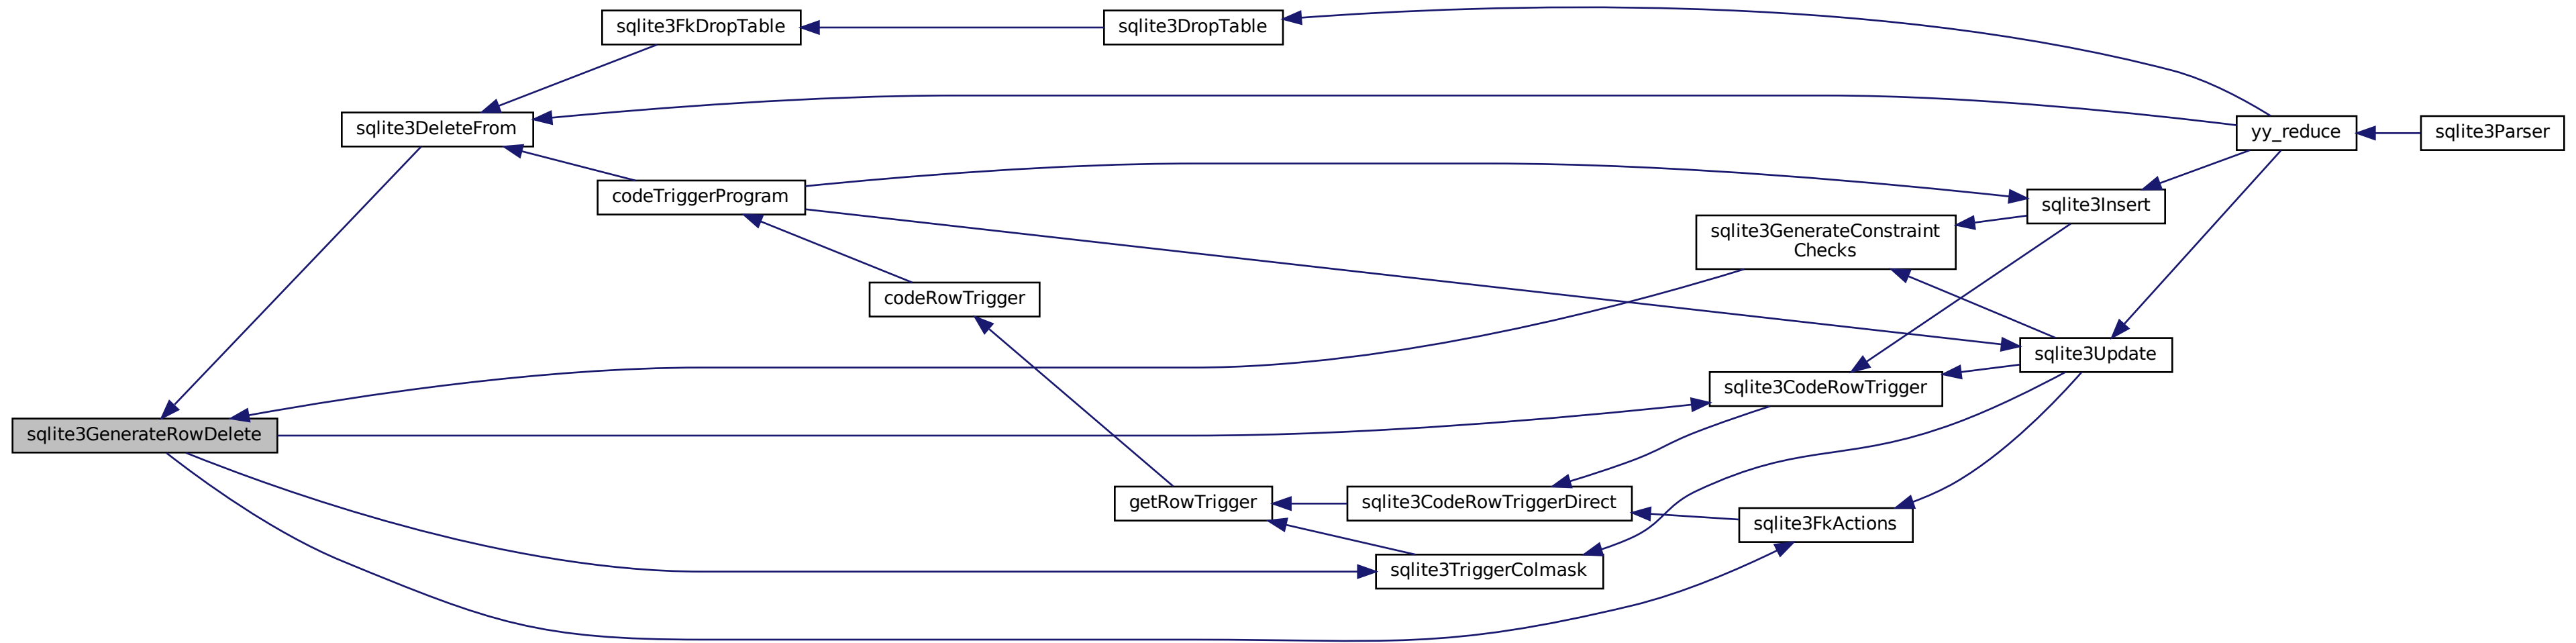 sqlite3FkDropTable
sqlite3DropTable
sqlite3DeleteFrom
yy_reduce
sqlite3Parser
codeTriggerProgram
sqlite3Insert
sqlite3GenerateConstraint
Checks
codeRowTrigger
sqlite3Update
sqlite3CodeRowTrigger
sqlite3GenerateRowDelete
getRowTrigger
sqlite3CodeRowTriggerDirect
sqlite3FkActions
sqlite3TriggerColmask